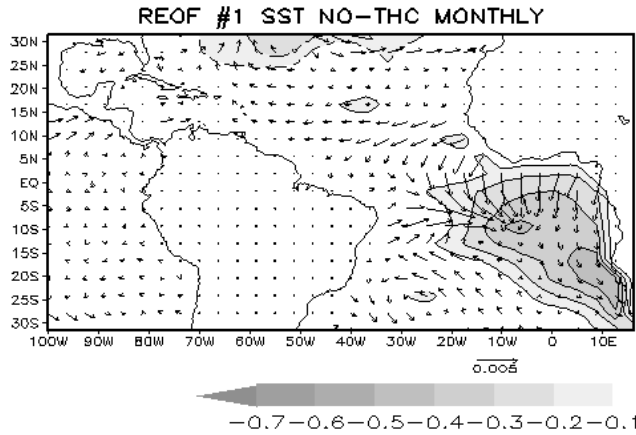 REOF #1 SST NO-THC MONTHLY
30N
25N
20N
15N
10N
5N
EQ
5S
10S
15S
20S
25S
30S
100W 90W 80W 70W 60W 50W 40W 30W 20W 10W 0 10E
0.005
-0.7 -0.6 -0.5 -0.4 -0.3 -0.2 -0.1